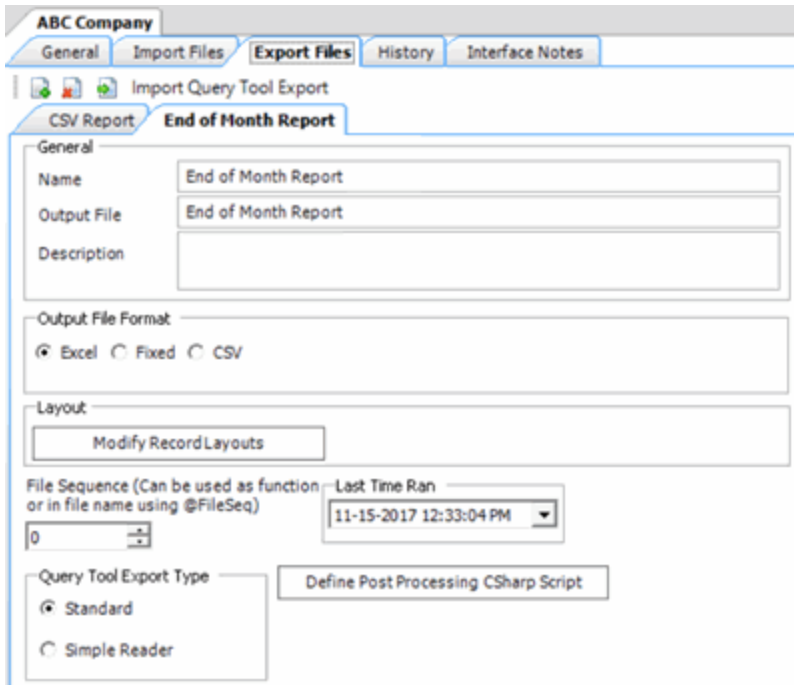 ABC Company
General Import Files Export Files History Interface Notes
Import Query Tool Export
CSV Report End of Month Report
General
Name End of Month Report
Output File End of Month Report
Description
Output File Format
Excel Fixed CSV
Layout
Modify Record Layouts
File Sequence (Can be used as function
or in file name using @FileSeq)
0
Last Time Ran
11-15-2017 12:33:04 PM
Query Tool Export Type
Standard
Simple Reader
Define Post Processing CSharp Script